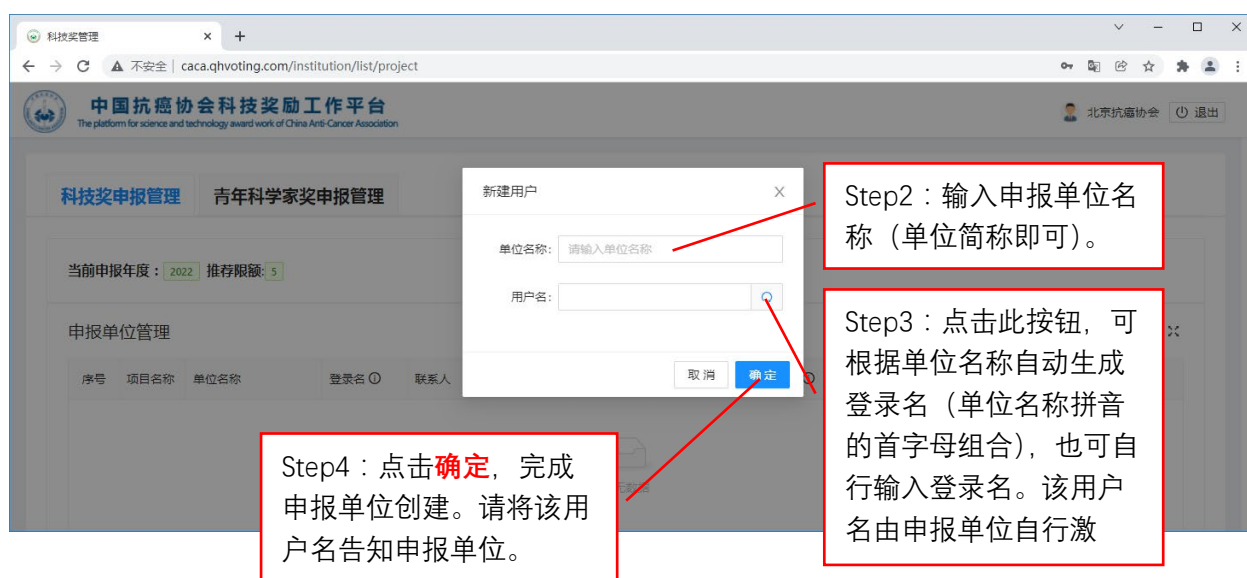 科技奖管理
不安全 | caca.qhvoting.com/institution/list/project
中国抗癌协会科技奖励工作平台
The platform for science and technology award work of China Anti-Cancer Association
北京抗癌协会 退出
科技奖申报管理 青年科学家奖申报管理
当前申报年度：2022 推荐限额: 5
申报单位管理
序号 项目名称 单位名称 登录名 联系人
新建用户
单位名称: 请输入单位名称
用户名:
取 消 确 定
Step2：输入申报单位名
称（单位简称即可）。
Step3：点击此按钮，可
根据单位名称自动生成
登录名（单位名称拼音
的首字母组合），也可自
行输入登录名。该用户
名由申报单位自行激
Step4：点击确定，完成
申报单位创建。请将该用
户名告知申报单位。